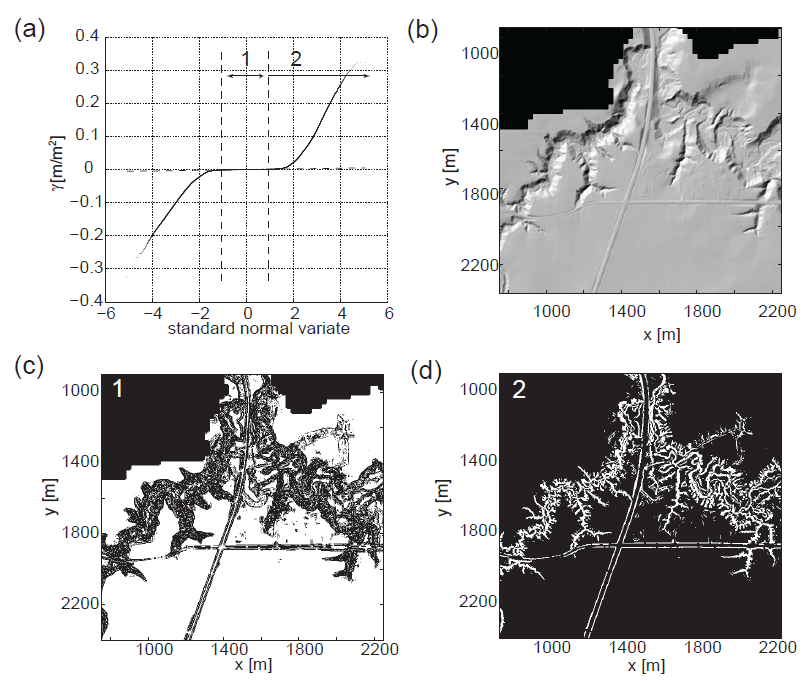 (a)
1 2
0.4
0.3
0.2
0.1
0
−0.1
−0.2
−0.3
0.4
γ[m/m²]
−6 −4 −2 0 2 4 6
standard normal variate
(b)
1000
1400
1800
2200
y [m]
1000 1400 1800 2200
x [m]
(c)
1
1000
1400
1800
2200
y [m]
1000 1400 1800 2200
x [m]
(d)
2
1000
1400
1800
2200
y [m]
1000 1400 1800 2200
x [m]